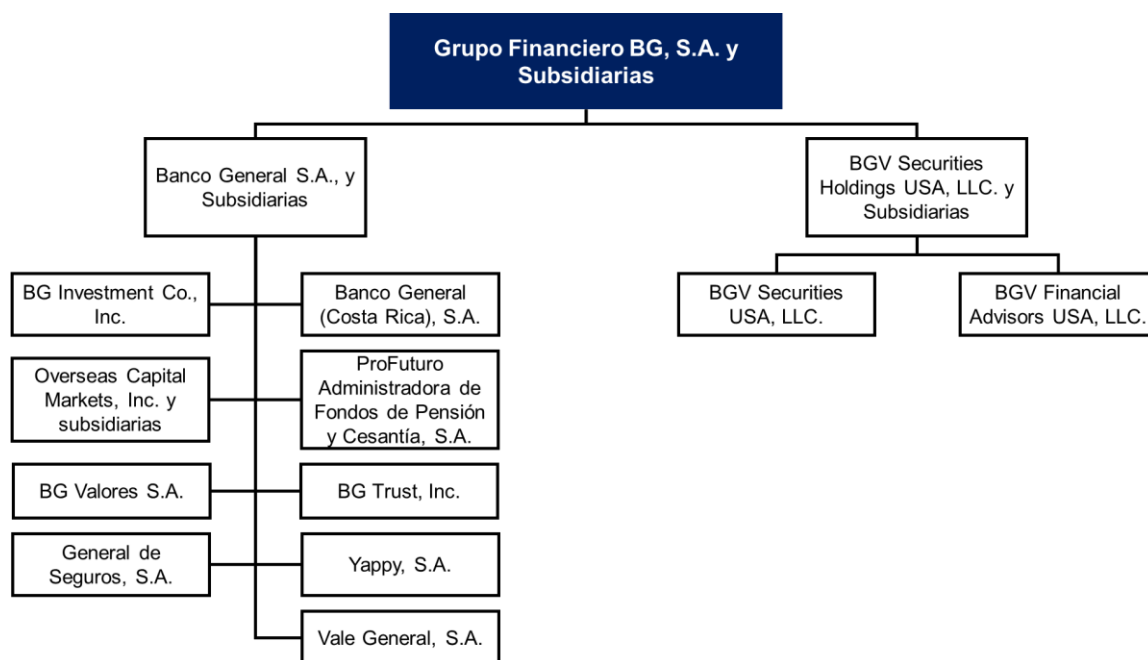 Grupo Financiero BG, S.A. y
Subsidiarias
Banco General S.A., y
Subsidiarias
BGV Securities
Holdings USA, LLC. y
Subsidiarias
BG Investment Co.,
Inc.
Banco General
(Costa Rica), S.A.
BGV Securities
USA, LLC.
BGV Financial
Advisors USA, LLC.
Overseas Capital
Markets, Inc. y
subsidiarias
ProFuturo
Administradora de
Fondos de Pensión
y Cesantía, S.A.
BG Valores S.A.
BG Trust, Inc.
General de
Seguros, S.A.
Yappy, S.A.
Vale General, S.A.